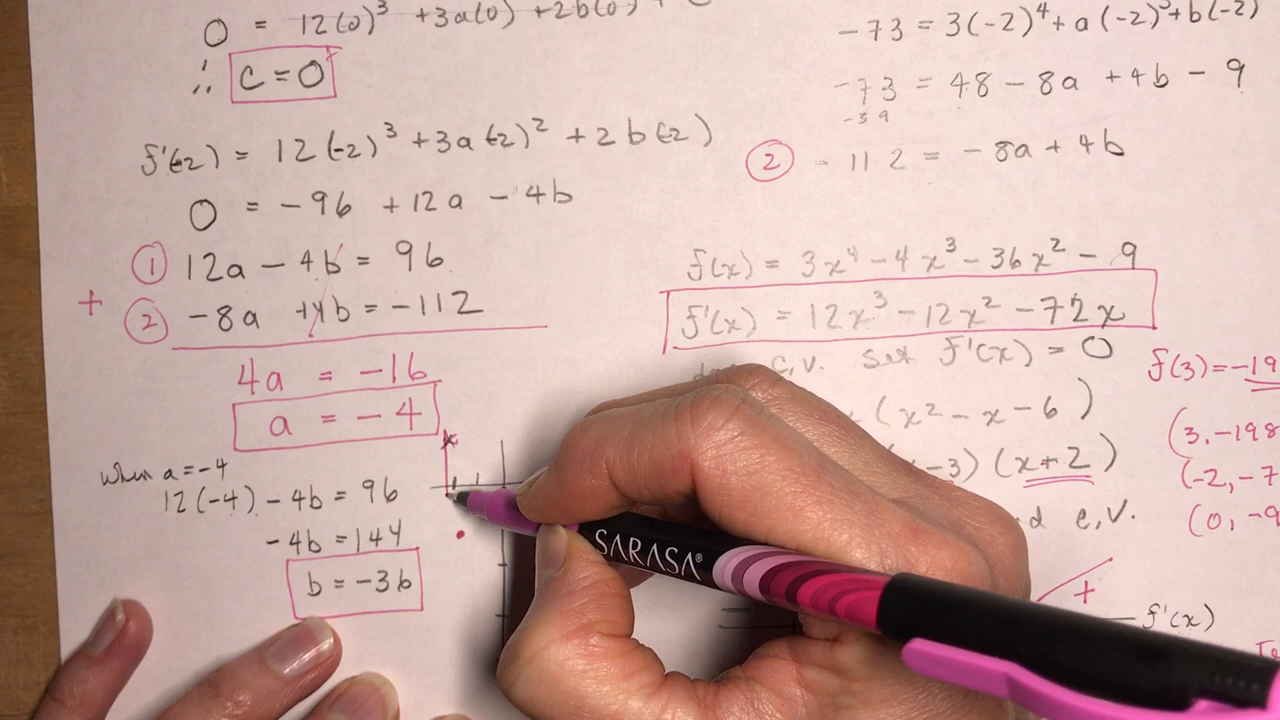 0 = 12(0)³ + 3a(0) + 2b(0) +
∴ c = 0
f'(-2) = 12(-2)³ + 3a(-2)² + 2b(-2)
0 = -96 + 12a - 4b
① 12a - 4b = 96
+ ② -8a + 4b = -112
4a = -16
a = -4
when a = -4
12(-4) - 4b = 96
-4b = 144
b = -36
-73 = 3(-2)⁴ + a(-2)³ + b(-2)
-73 = 48 - 8a + 4b - 9
-39
② -112 = -8a + 4b
f(x) = 3x⁴ - 4x³ - 36x² - 9
f'(x) = 12x³ - 12x² - 72x
c.v. set f'(x) = 0
(x² - x - 6)
-3)(x+2)
c.v.
+
f'(x)
f(3) = -19
(3, -198
(-2, -7
(0, -9
SARASA®